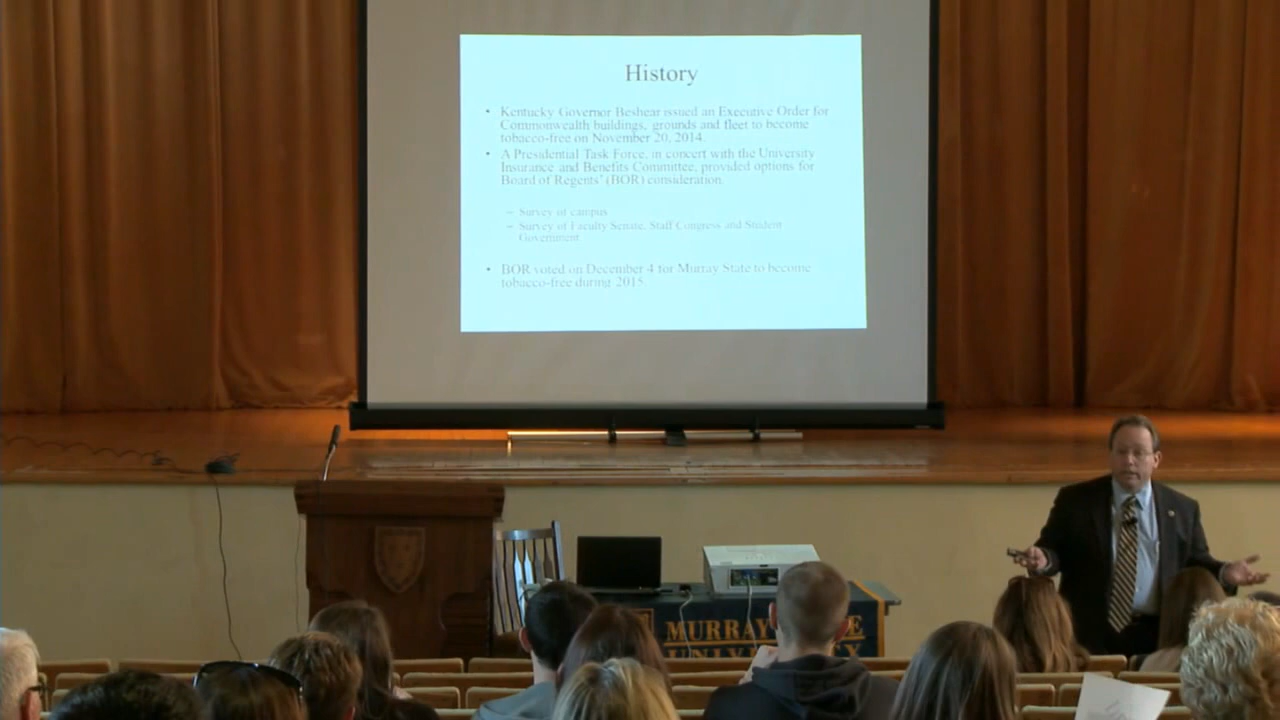 History
• Kentucky Governor Beshear issued an Executive Order for
Commonwealth buildings, grounds and fleet to become
tobacco-free on November 20, 2014.
• A Presidential Task Force, in concert with the University
Insurance and Benefits Committee, provided options for
Board of Regents' (BOR) consideration.
– Survey of campus
– Survey of Faculty Senate, Staff Congress and Student
Government
• BOR voted on December 4 for Murray State to become
tobacco-free during 2015.
MURRAY